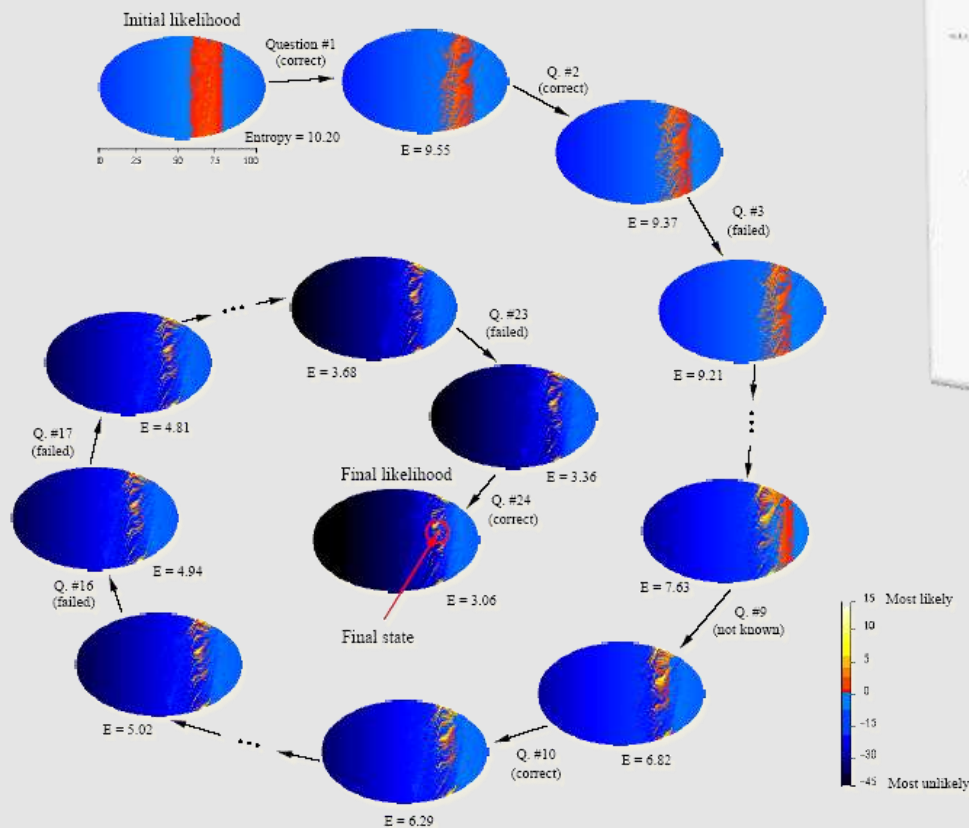 Initial likelihood
Question #1
(correct)
Entropy = 10.20
0 25 50 75 100
E = 9.55
Q. #2
(correct)
E = 9.37
Q. #3
(failed)
E = 9.21
E = 7.63
Q. #9
(not known)
E = 6.82
Q. #10
(correct)
E = 6.29
E = 5.02
Q. #16
(failed)
E = 4.94
Q. #17
(failed)
E = 4.81
E = 3.68
Q. #23
(failed)
E = 3.36
Q. #24
(correct)
Final likelihood
E = 3.06
Final state
15 Most likely
10
5
0
-15
-30
-45 Most unlikely